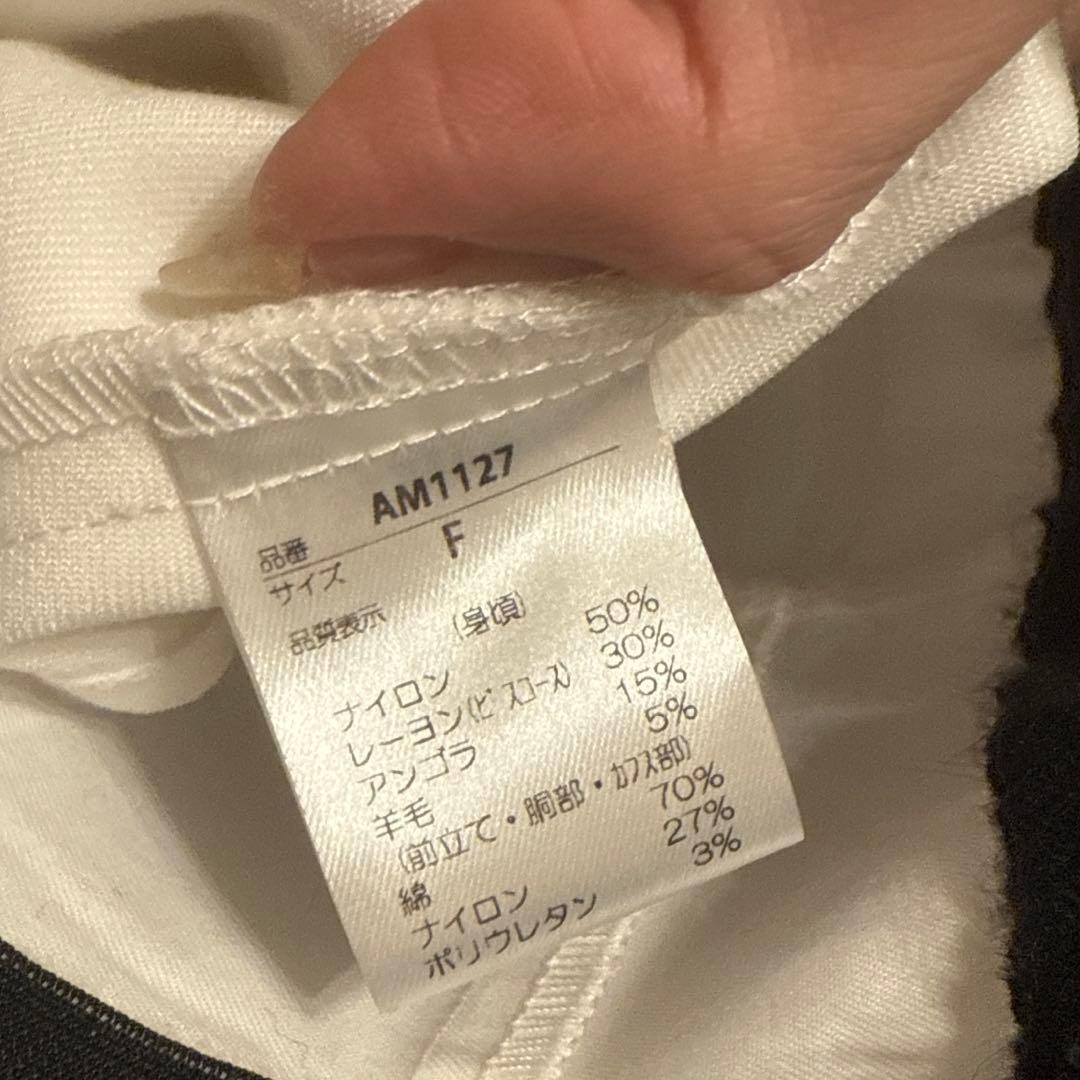 品番 AM1127
サイズ F
品質表示 (身頃)
ナイロン 50%
レーヨン(ビスコース) 30%
アンゴラ 15%
羊毛 5%
(前立て・胴部・カフス部)
綿 70%
ナイロン 27%
ポリウレタン 3%